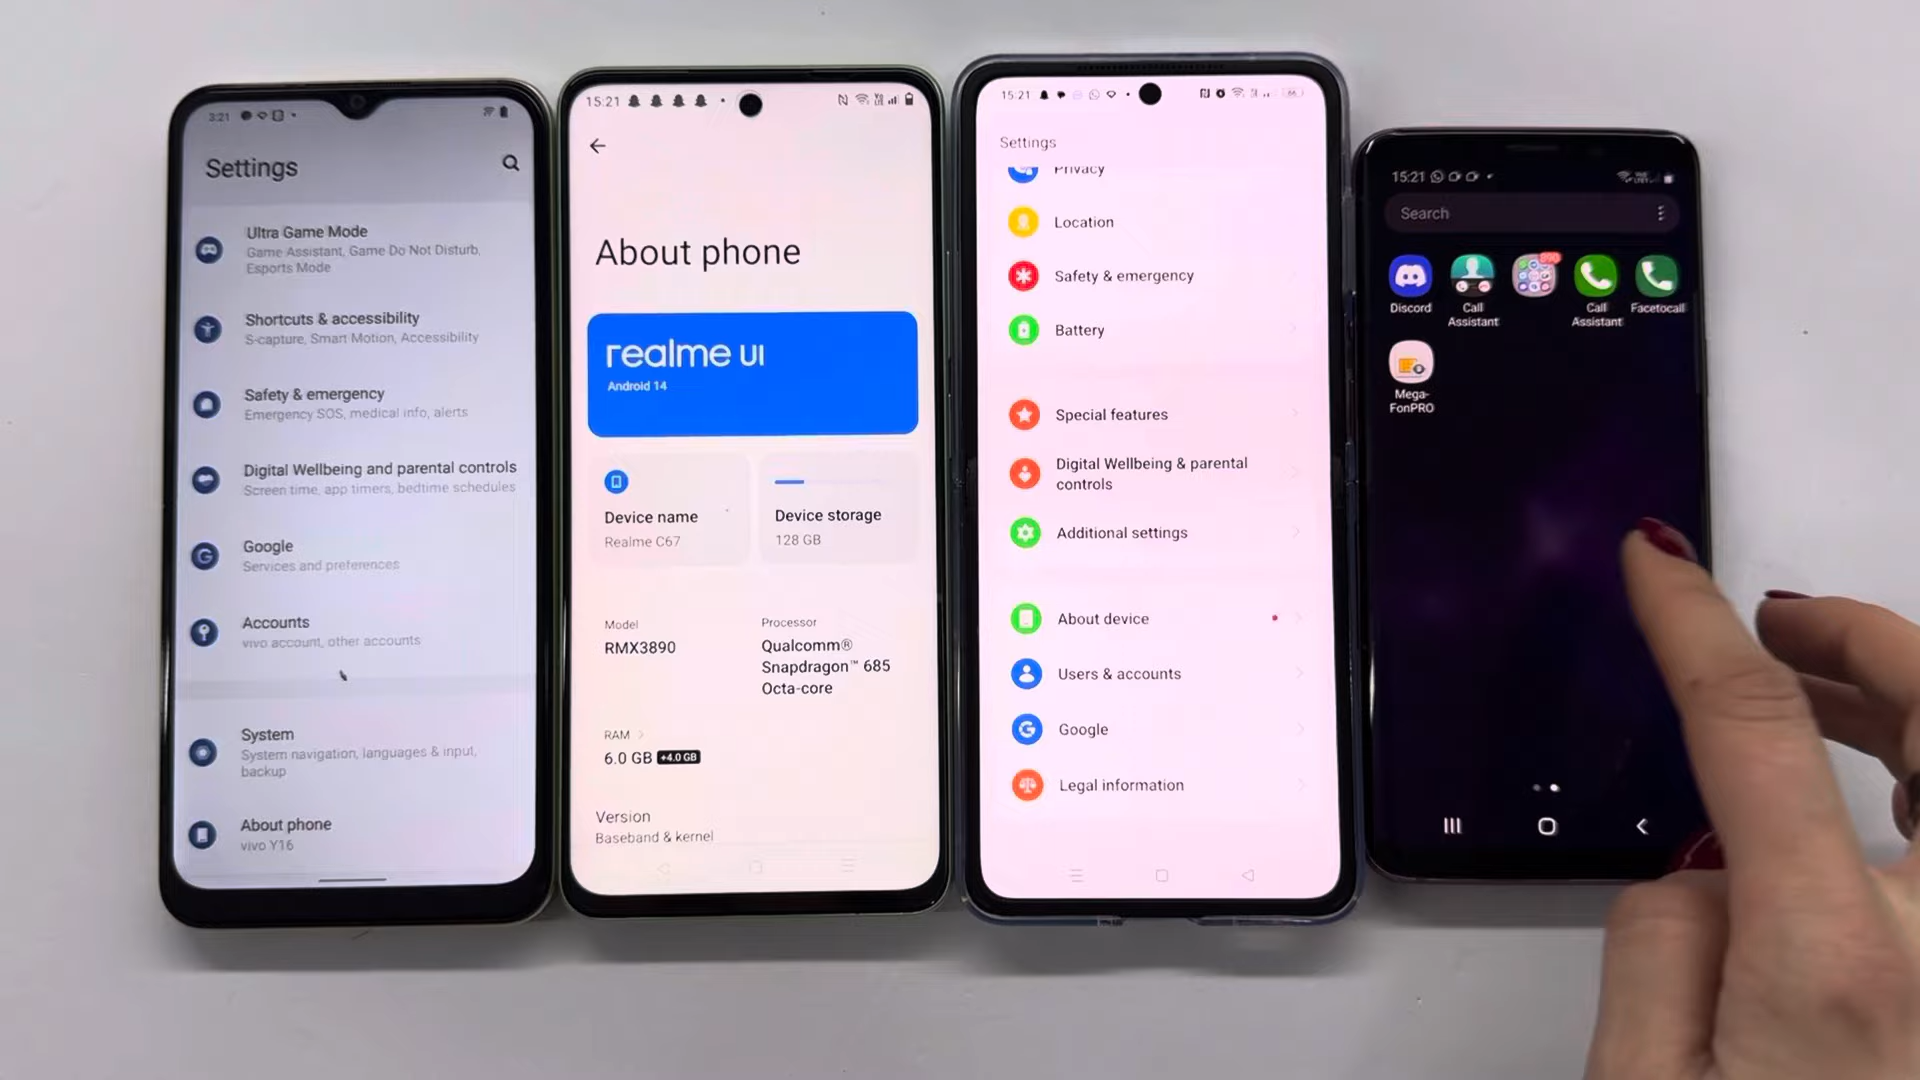 3:21
Settings
Ultra Game Mode
Game Assistant, Game Do Not Disturb,
Esports Mode
Shortcuts & accessibility
S-capture, Smart Motion, Accessibility
Safety & emergency
Emergency SOS, medical info, alerts
Digital Wellbeing and parental controls
Screen time, app timers, bedtime schedules
Google
Services and preferences
Accounts
vivo account, other accounts
System
System navigation, languages & input,
backup
About phone
vivo Y16
15:21
About phone
realme UI
Android 14
Device name
Realme C67
Device storage
128 GB
Model
RMX3890
Processor
Qualcomm®
Snapdragon™ 685
Octa-core
RAM
6.0 GB +4.0 GB
Version
Baseband & kernel
15:21
Settings
Privacy
Location
Safety & emergency
Battery
Special features
Digital Wellbeing & parental
controls
Additional settings
About device
Users & accounts
Google
Legal information
15:21
Search
Discord
Call
Assistant
Call
Assistant
Facetocall
Mega-
FonPRO